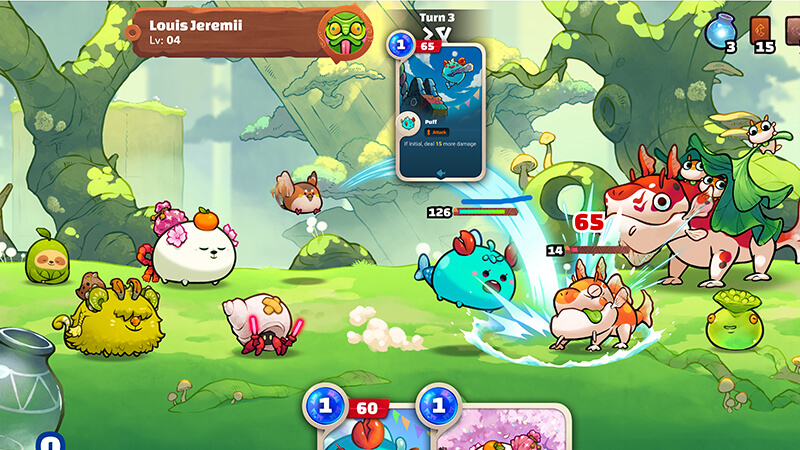 Louis Jeremii
Lv: 04
Turn 3
1
65
Puff
Attack
If initial, deal 15 more damage
3
15
126
65
14
1
60
1
0